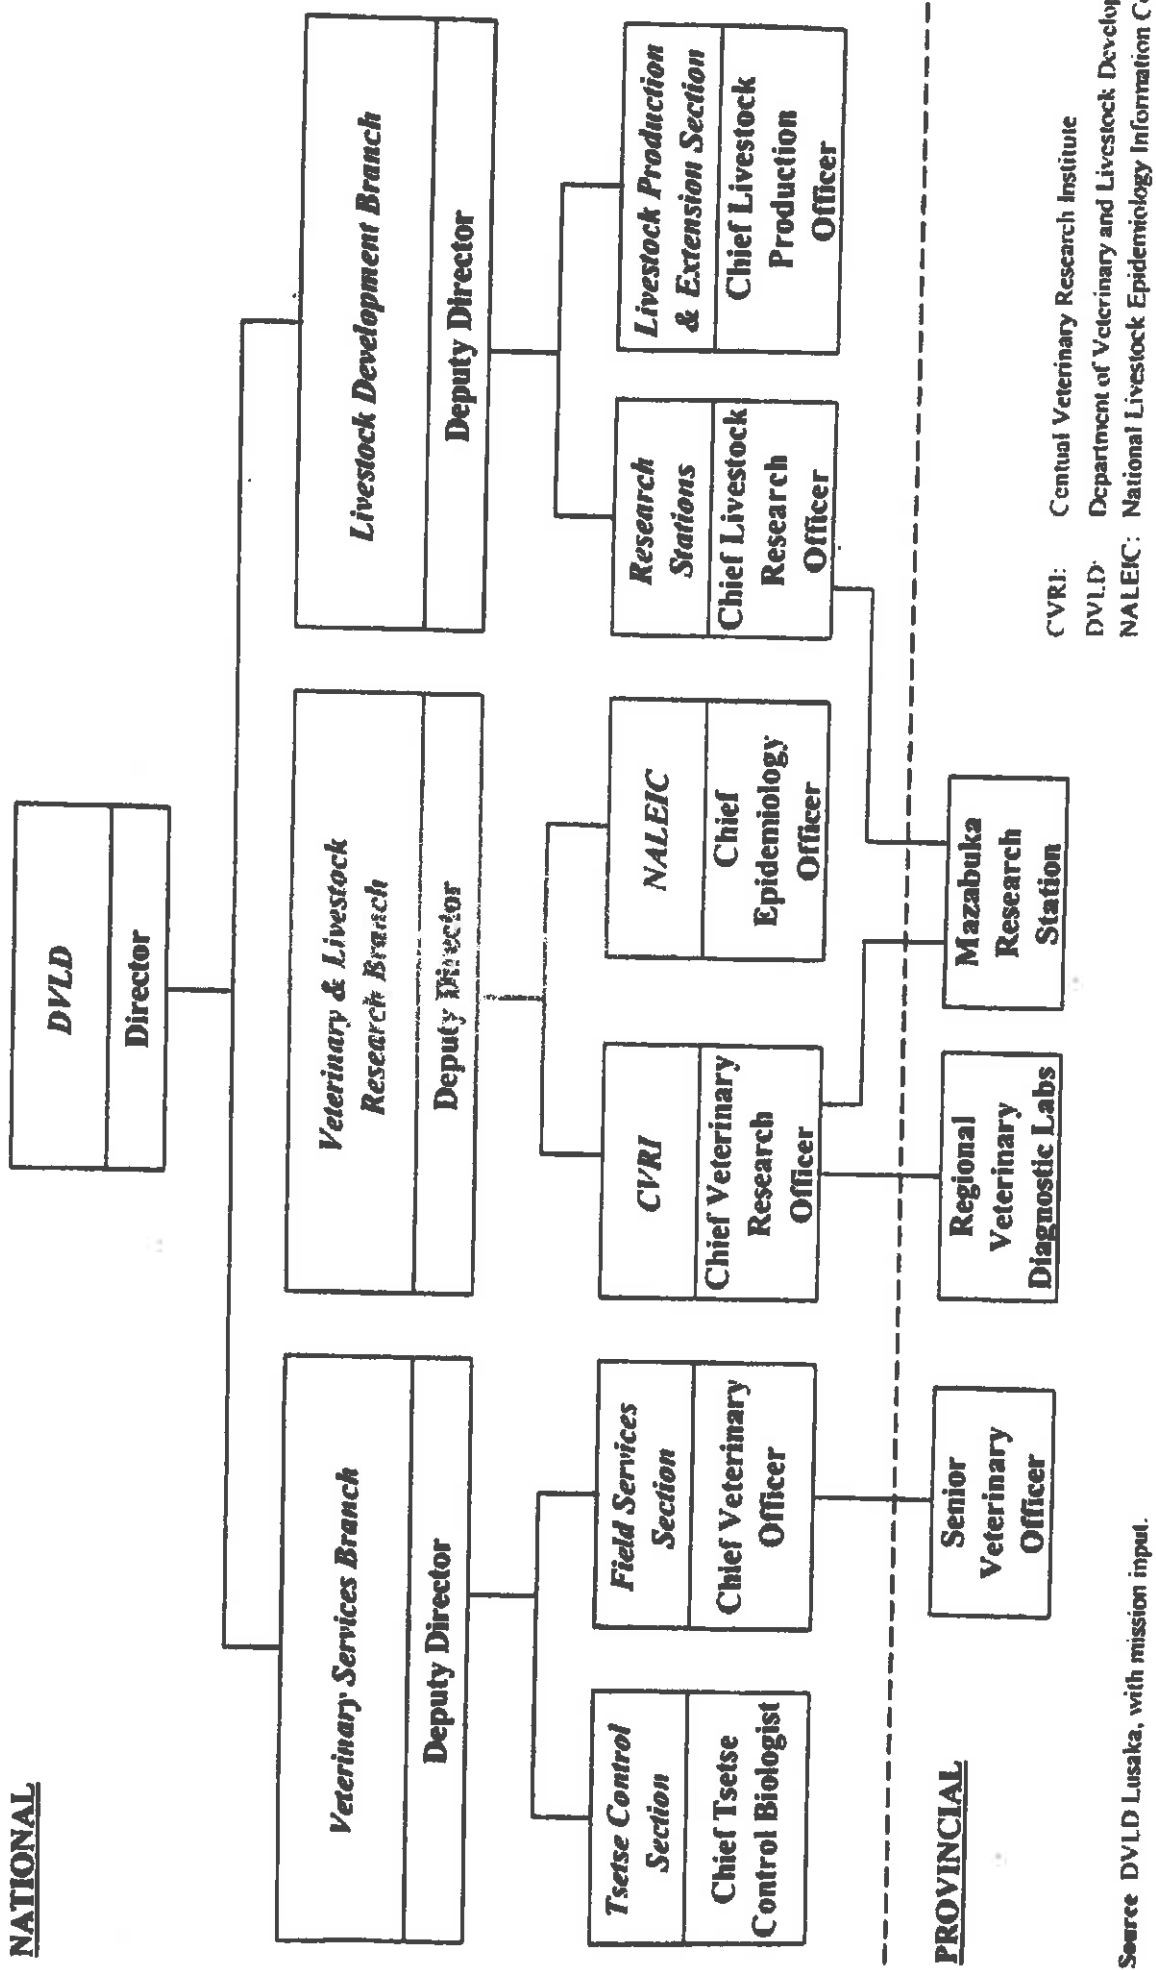 NATIONAL
DVLD
Director
Veterinary Services Branch
Deputy Director
Veterinary & Livestock
Research Branch
Deputy Director
Livestock Development Branch
Deputy Director
Tsetse Control
Section
Chief Tsetse
Control Biologist
Field Services
Section
Chief Veterinary
Officer
CVRI
Chief Veterinary
Research
Officer
NALEIC
Chief
Epidemiology
Officer
Research
Stations
Chief Livestock
Research
Officer
Livestock Production
& Extension Section
Chief Livestock
Production
Officer
PROVINCIAL
Senior
Veterinary
Officer
Regional
Veterinary
Diagnostic Labs
Mazabuka
Research
Station
CVRI: Centual Veterinary Research Institute
DVLD: Department of Veterinary and Livestock
NALEIC: National Livestock Epidemiology Information
Source DVLD Lusaka, with mission input.